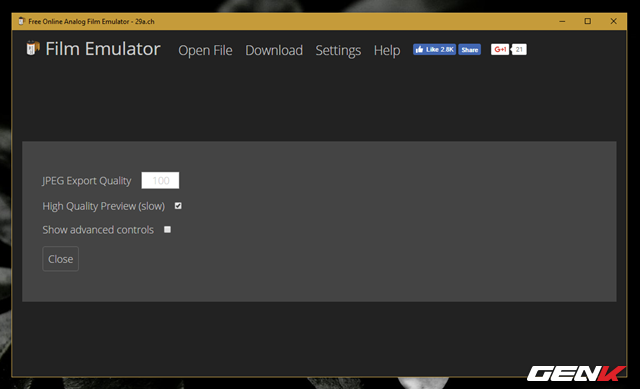 Free Online Analog Film Emulator - 29a.ch
Film Emulator Open File Download Settings Help Like 2.8K Share G+1 21
JPEG Export Quality 100
High Quality Preview (slow)
Show advanced controls
Close
GENK